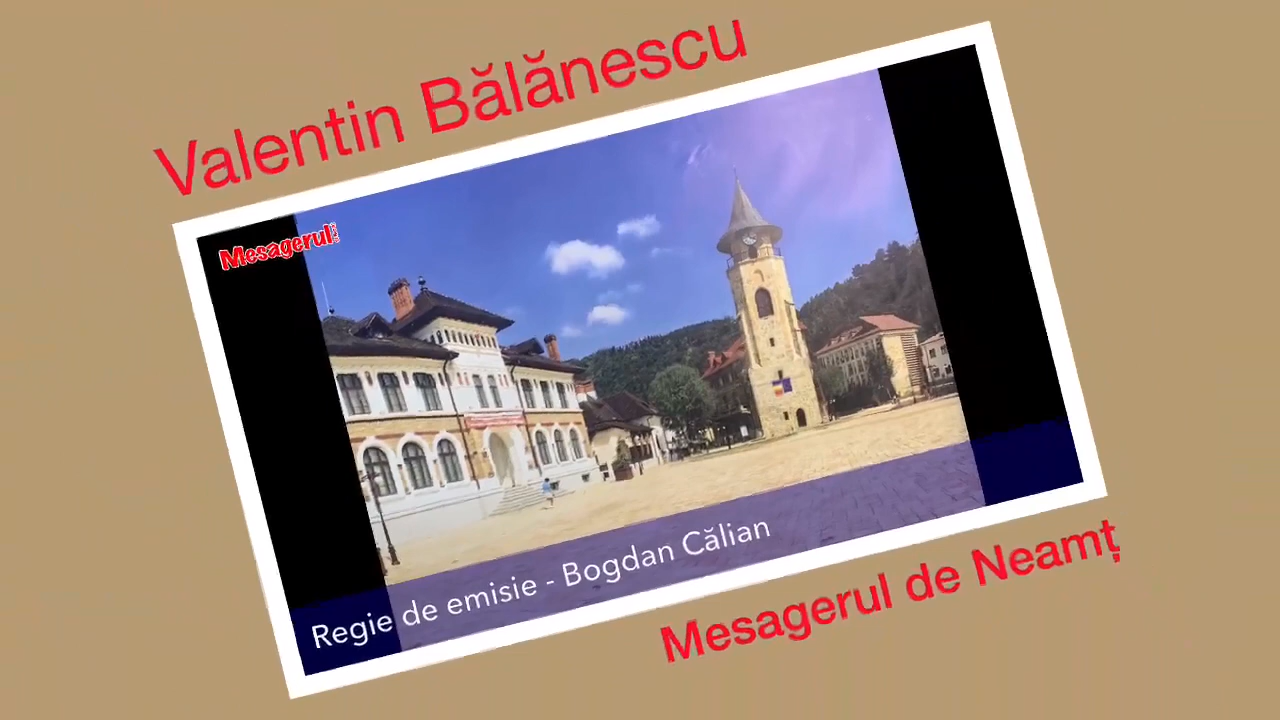 Valentin Bălănescu
Mesagerul
Regie de emisie - Bogdan Călian
Mesagerul de Neamț